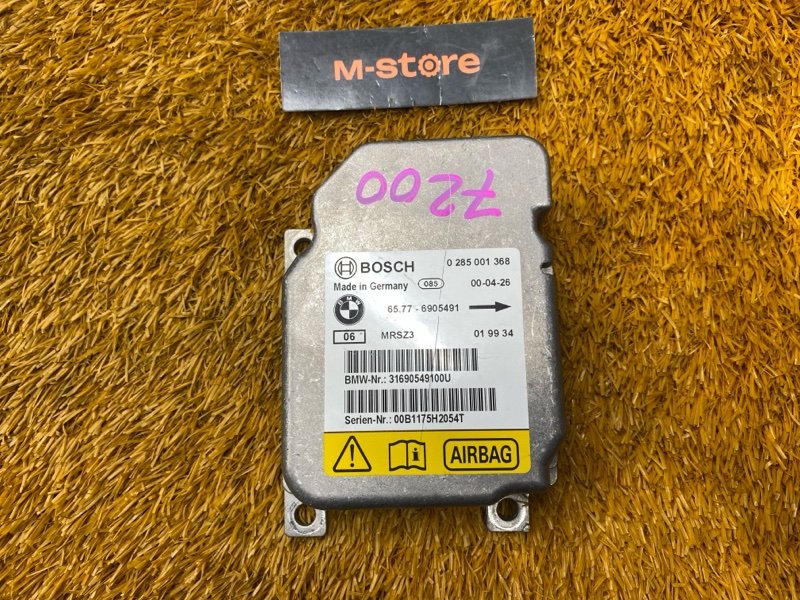 M-store
7200
BOSCH 0 285 001 368
Made in Germany 085 00-04-26
BMW 65.77 - 6905491
06 MRSZ3 01 99 34
BMW-Nr.: 31690549100U
Serien-Nr.: 00B1175H2054T
AIRBAG